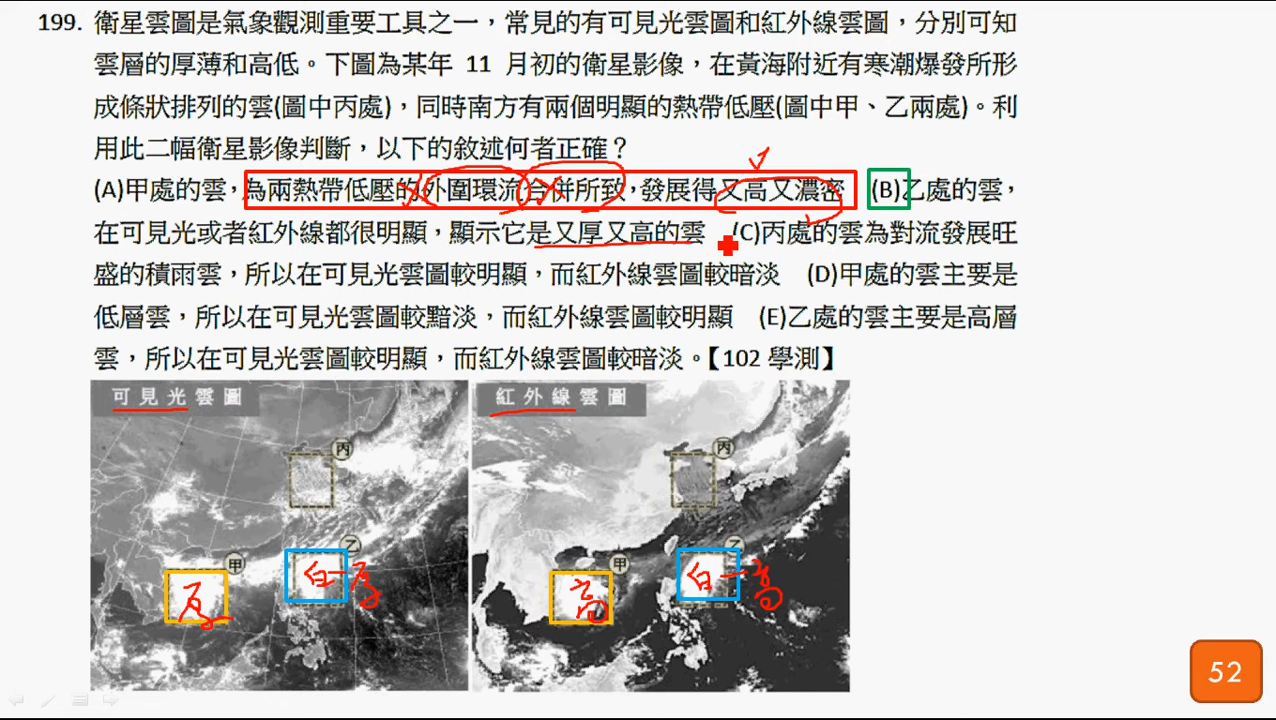 199. 衛星雲圖是氣象觀測重要工具之一，常見的有可見光雲圖和紅外線雲圖，分別可知
雲層的厚薄和高低。下圖為某年 11 月初的衛星影像，在黃海附近有寒潮爆發所形
成條狀排列的雲(圖中丙處)，同時南方有兩個明顯的熱帶低壓(圖中甲、乙兩處)。利
用此二幅衛星影像判斷，以下的敘述何者正確？
(A)甲處的雲，為兩熱帶低壓的外圍環流合併所致，發展得又高又濃密 (B)乙處的雲，
在可見光或者紅外線都很明顯，顯示它是又厚又高的雲 (C)丙處的雲為對流發展旺
盛的積雨雲，所以在可見光雲圖較明顯，而紅外線雲圖較暗淡 (D)甲處的雲主要是
低層雲，所以在可見光雲圖較黯淡，而紅外線雲圖較明顯 (E)乙處的雲主要是高層
雲，所以在可見光雲圖較明顯，而紅外線雲圖較暗淡。【102 學測】
可見光雲圖
紅外線雲圖
丙
丙
乙
乙
甲
甲
白一厚
白一高
厚
高
52